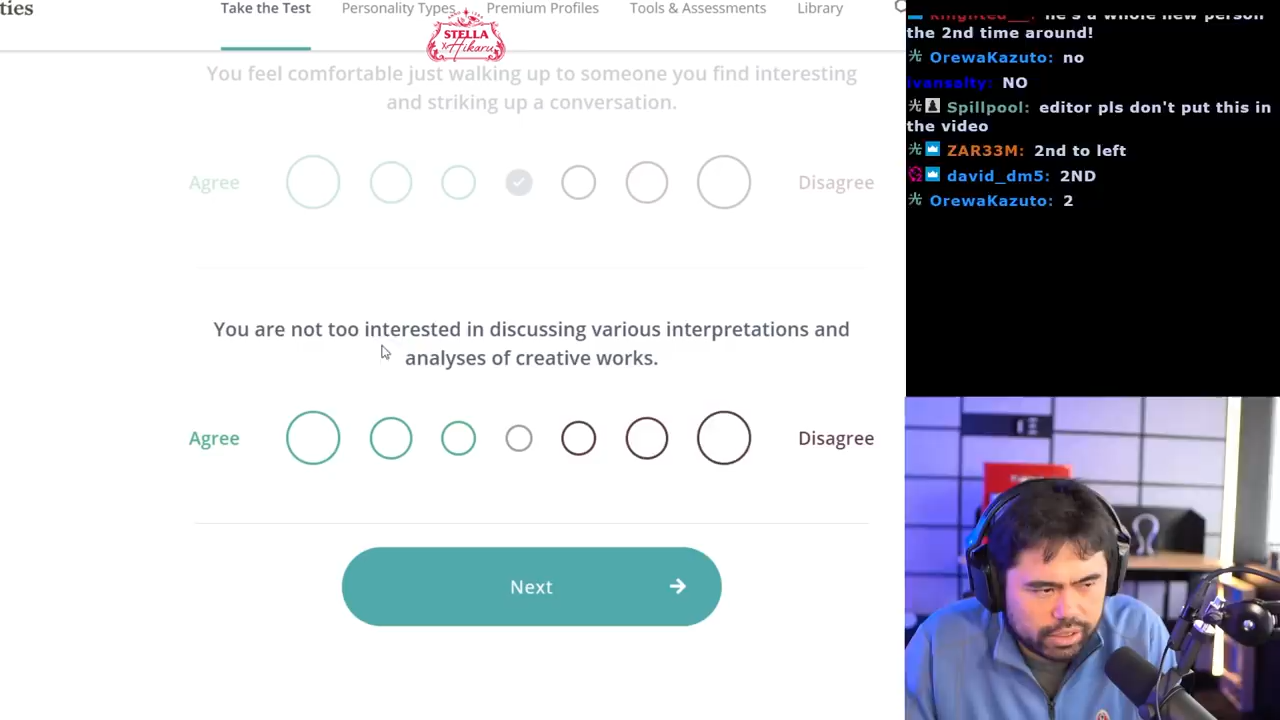 ties
Take the Test
Personality Types
Premium Profiles
Tools & Assessments
Library
STELLA
x Hikaru
You feel comfortable just walking up to someone you find interesting
and striking up a conversation.
Agree
Disagree
You are not too interested in discussing various interpretations and
analyses of creative works.
Agree
Disagree
Next
knighted__: he's a whole new person
the 2nd time around!
OrewaKazuto: no
ivansalty: NO
Spillpool: editor pls don't put this in
the video
ZAR33M: 2nd to left
david_dm5: 2ND
OrewaKazuto: 2